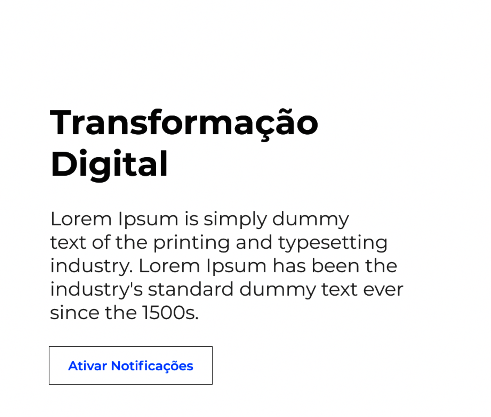 Transformação
Digital
Lorem Ipsum is simply dummy
text of the printing and typesetting
industry. Lorem Ipsum has been the
industry's standard dummy text ever
since the 1500s.
Ativar Notificações